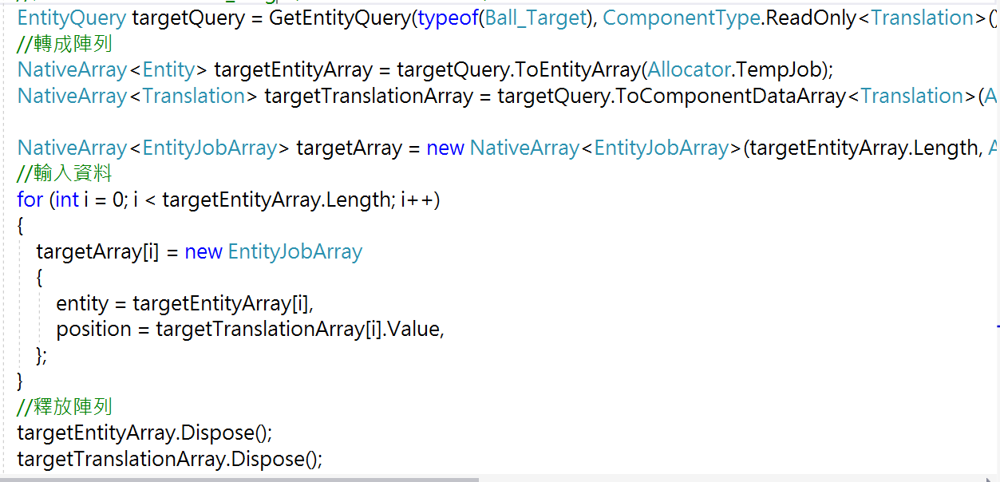 EntityQuery targetQuery = GetEntityQuery(typeof(Ball_Target), ComponentType.ReadOnly<Translation>()
//轉成陣列
NativeArray<Entity> targetEntityArray = targetQuery.ToEntityArray(Allocator.TempJob);
NativeArray<Translation> targetTranslationArray = targetQuery.ToComponentDataArray<Translation>(A
NativeArray<EntityJobArray> targetArray = new NativeArray<EntityJobArray>(targetEntityArray.Length, A
//輸入資料
for (int i = 0; i < targetEntityArray.Length; i++)
{
targetArray[i] = new EntityJobArray
{
entity = targetEntityArray[i],
position = targetTranslationArray[i].Value,
};
}
//釋放陣列
targetEntityArray.Dispose();
targetTranslationArray.Dispose();